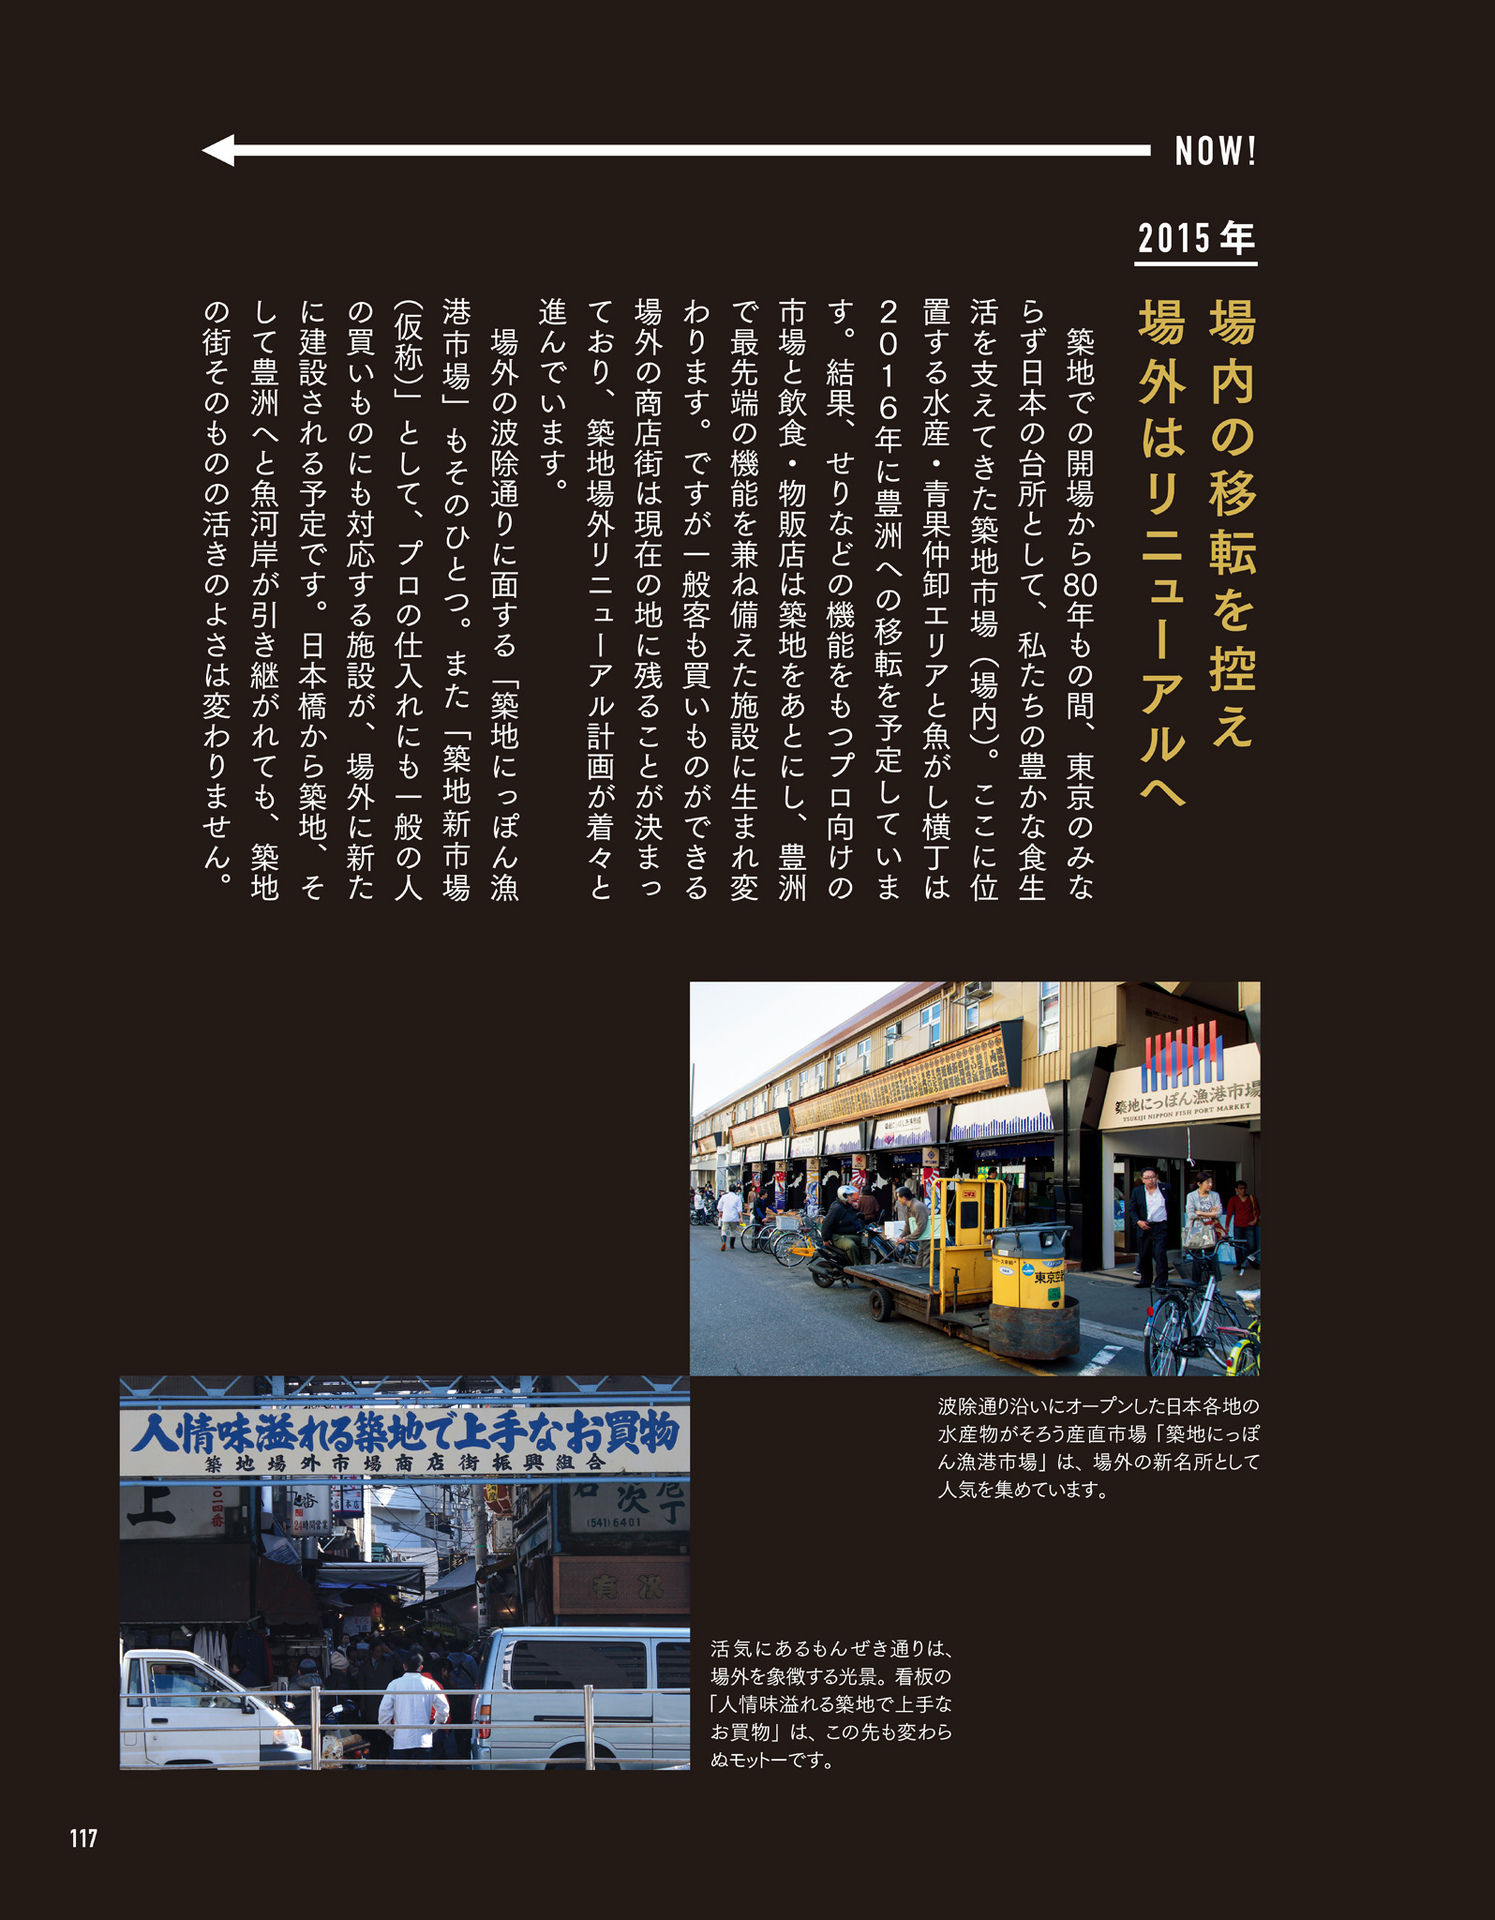 NOW!
2015年
場内の移転を控え
場外はリニューアルへ
築地での開場から80年もの間、東京のみな
らず日本の台所として、私たちの豊かな食生
活を支えてきた築地市場（場内）。ここに位
置する水産・青果仲卸エリアと魚がし横丁は
2016年に豊洲への移転を予定していま
す。結果、せりなどの機能をもつプロ向けの
市場と飲食・物販店は築地をあとにし、豊洲
で最先端の機能を兼ね備えた施設に生まれ変
わります。ですが一般客も買いものができる
場外の商店街は現在の地に残ることが決まっ
ており、築地場外リニューアル計画が着々と
進んでいます。
場外の波除通りに面する「築地にっぽん漁
港市場」もそのひとつ。また「築地新市場
（仮称）」として、プロの仕入れにも一般の人
の買いものにも対応する施設が、場外に新た
に建設される予定です。日本橋から築地、そ
して豊洲へと魚河岸が引き継がれても、築地
の街そのものの活きのよさは変わりません。
築地にっぽん漁港市場
TSUKIJI NIPPON FISH PORT MARKET
東京空
波除通り沿いにオープンした日本各地の
水産物がそろう産直市場「築地にっぽ
ん漁港市場」は、場外の新名所として
人気を集めています。
人情味溢れる築地で上手なお買物
築地場外市場商店街振興組合
上
24時間営業
(541)6401
有次
活気にあるもんぜき通りは、
場外を象徴する光景。看板の
「人情味溢れる築地で上手な
お買物」は、この先も変わら
ぬモットーです。
117